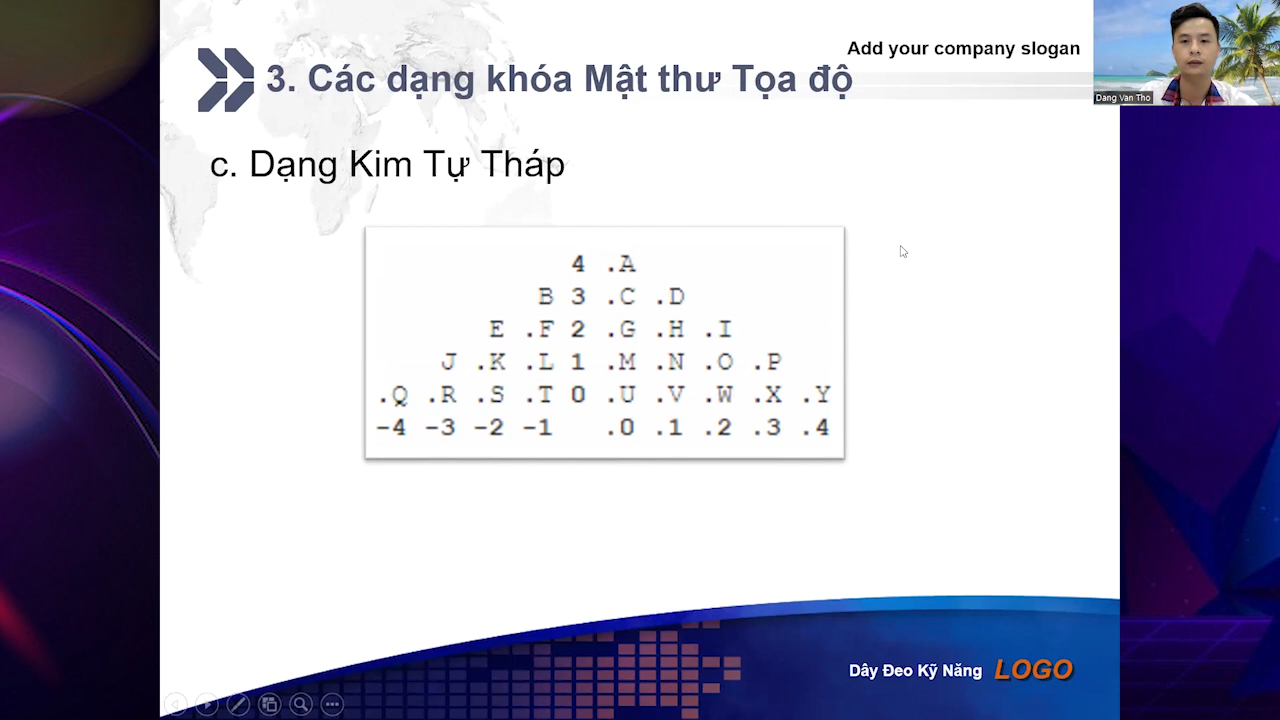 Add your company slogan
3. Các dạng khóa Mật thư Tọa độ
Dang Van Tho
c. Dạng Kim Tự Tháp
4 .A
B 3 .C .D
E .F 2 .G .H .I
J .K .L 1 .M .N .O .P
.Q .R .S .T 0 .U .V .W .X .Y
-4 -3 -2 -1 .0 .1 .2 .3 .4
Dây Đeo Kỹ Năng LOGO